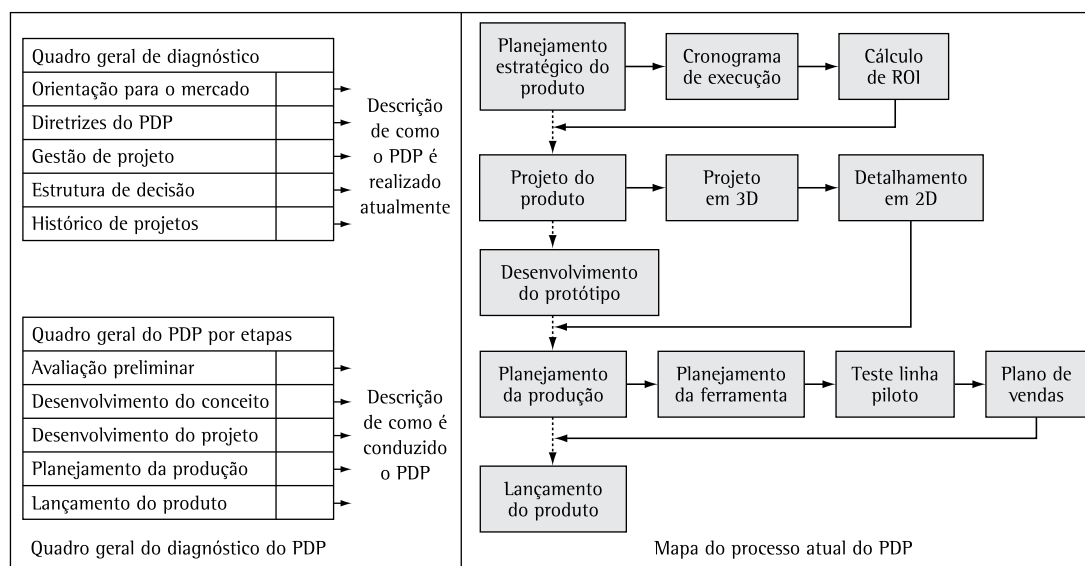 Quadro geral de diagnóstico
Orientação para o mercado
Diretrizes do PDP
Gestão de projeto
Estrutura de decisão
Histórico de projetos
Descrição
de como
o PDP é
realizado
atualmente
Quadro geral do PDP por etapas
Avaliação preliminar
Desenvolvimento do conceito
Desenvolvimento do projeto
Planejamento da produção
Lançamento do produto
Descrição
de como é
conduzido
o PDP
Quadro geral do diagnóstico do PDP
Planejamento
estratégico do
produto
Cronograma
de execução
Cálculo
de ROI
Projeto do
produto
Projeto
em 3D
Detalhamento
em 2D
Desenvolvimento
do protótipo
Planejamento
da produção
Planejamento
da ferramenta
Teste linha
piloto
Plano de
vendas
Lançamento
do produto
Mapa do processo atual do PDP